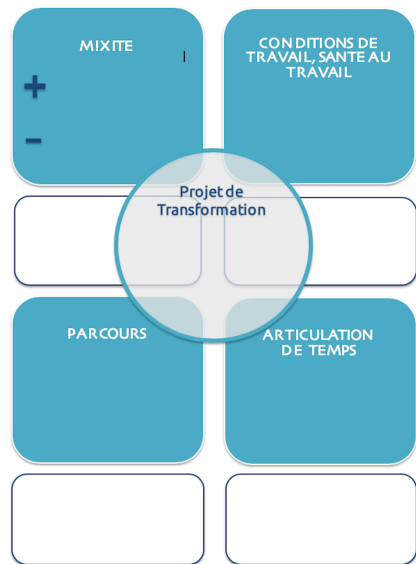 MIXITE
+
–
CONDITIONS DE
TRAVAIL, SANTE AU
TRAVAIL
Projet de
Transformation
PARCOURS
ARTICULATION
DE TEMPS